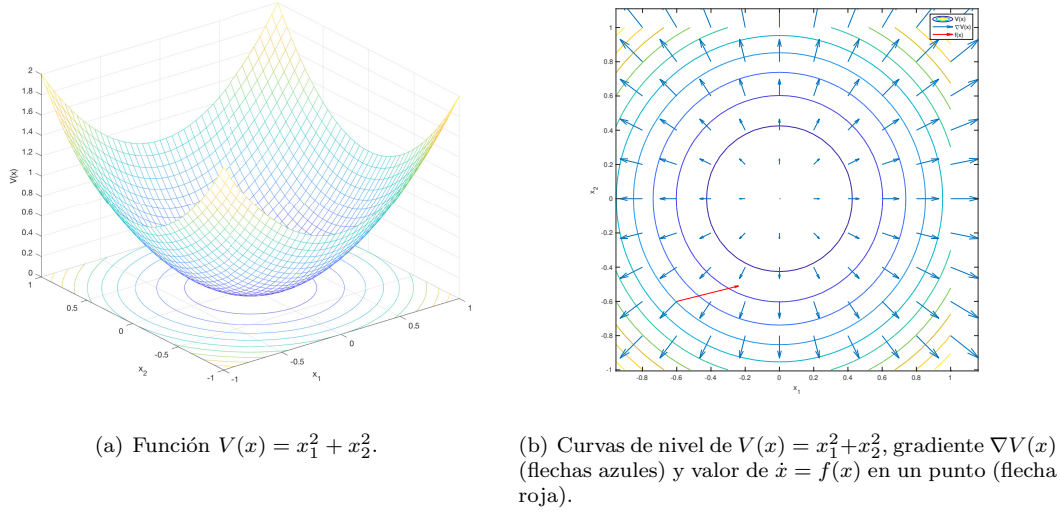 2
1.8
1.6
1.4
1.2
1
0.8
0.6
0.4
0.2
0
V(x)
1
0.5
0
-0.5
-1
x2
-1
-0.5
0
0.5
1
x1
V(x)
∇V(x)
f(x)
1
0.8
0.6
0.4
0.2
0
-0.2
-0.4
-0.6
-0.8
-1
x2
-0.8 -0.6 -0.4 -0.2 0 0.2 0.4 0.6 0.8 1
x1
(a) Función V(x) = x₁² + x₂².
(b) Curvas de nivel de V(x) = x₁²+x₂², gradiente ∇V(x)
(flechas azules) y valor de ẋ = f(x) en un punto (flecha
roja).